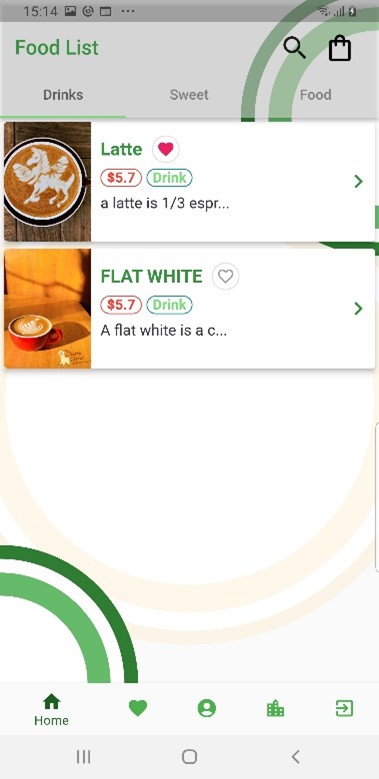 15:14
Food List
Drinks Sweet Food
Latte
$5.7 Drink
a latte is 1/3 espr...
FLAT WHITE
$5.7 Drink
A flat white is a c...
Home